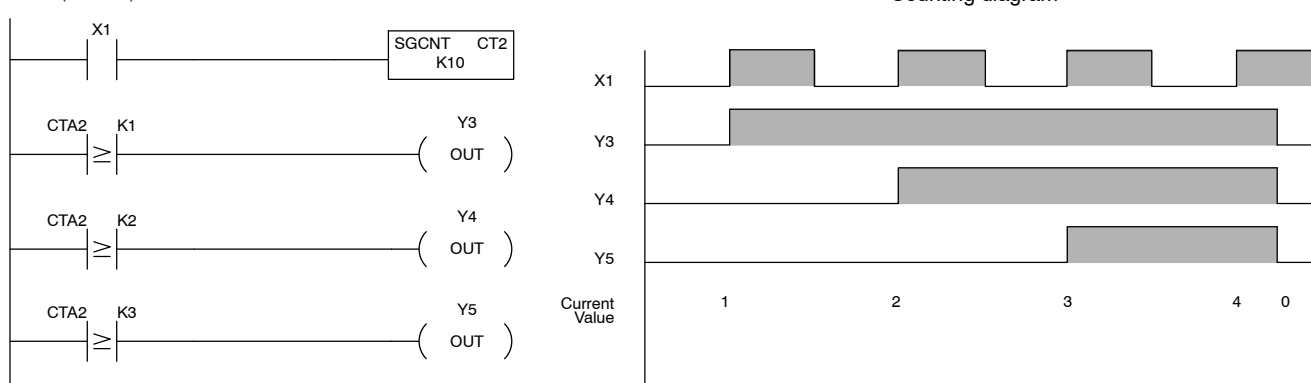 Counting diagram
X1
SGCNT CT2
K10
CTA2 K1
≥
Y3
OUT
CTA2 K2
≥
Y4
OUT
CTA2 K3
≥
Y5
OUT
X1
Y3
Y4
Y5
Current
Value
1 2 3 4 0